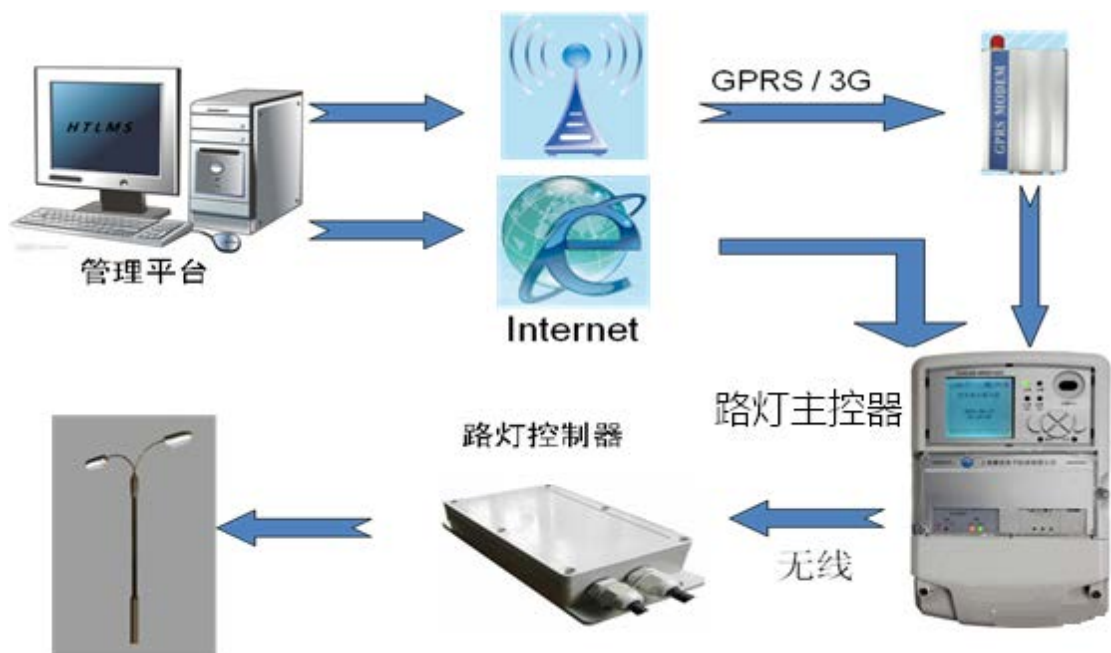 HTLMS
GPRS / 3G
GPRS MODEM
管理平台
Internet
路灯主控器
路灯控制器
无线